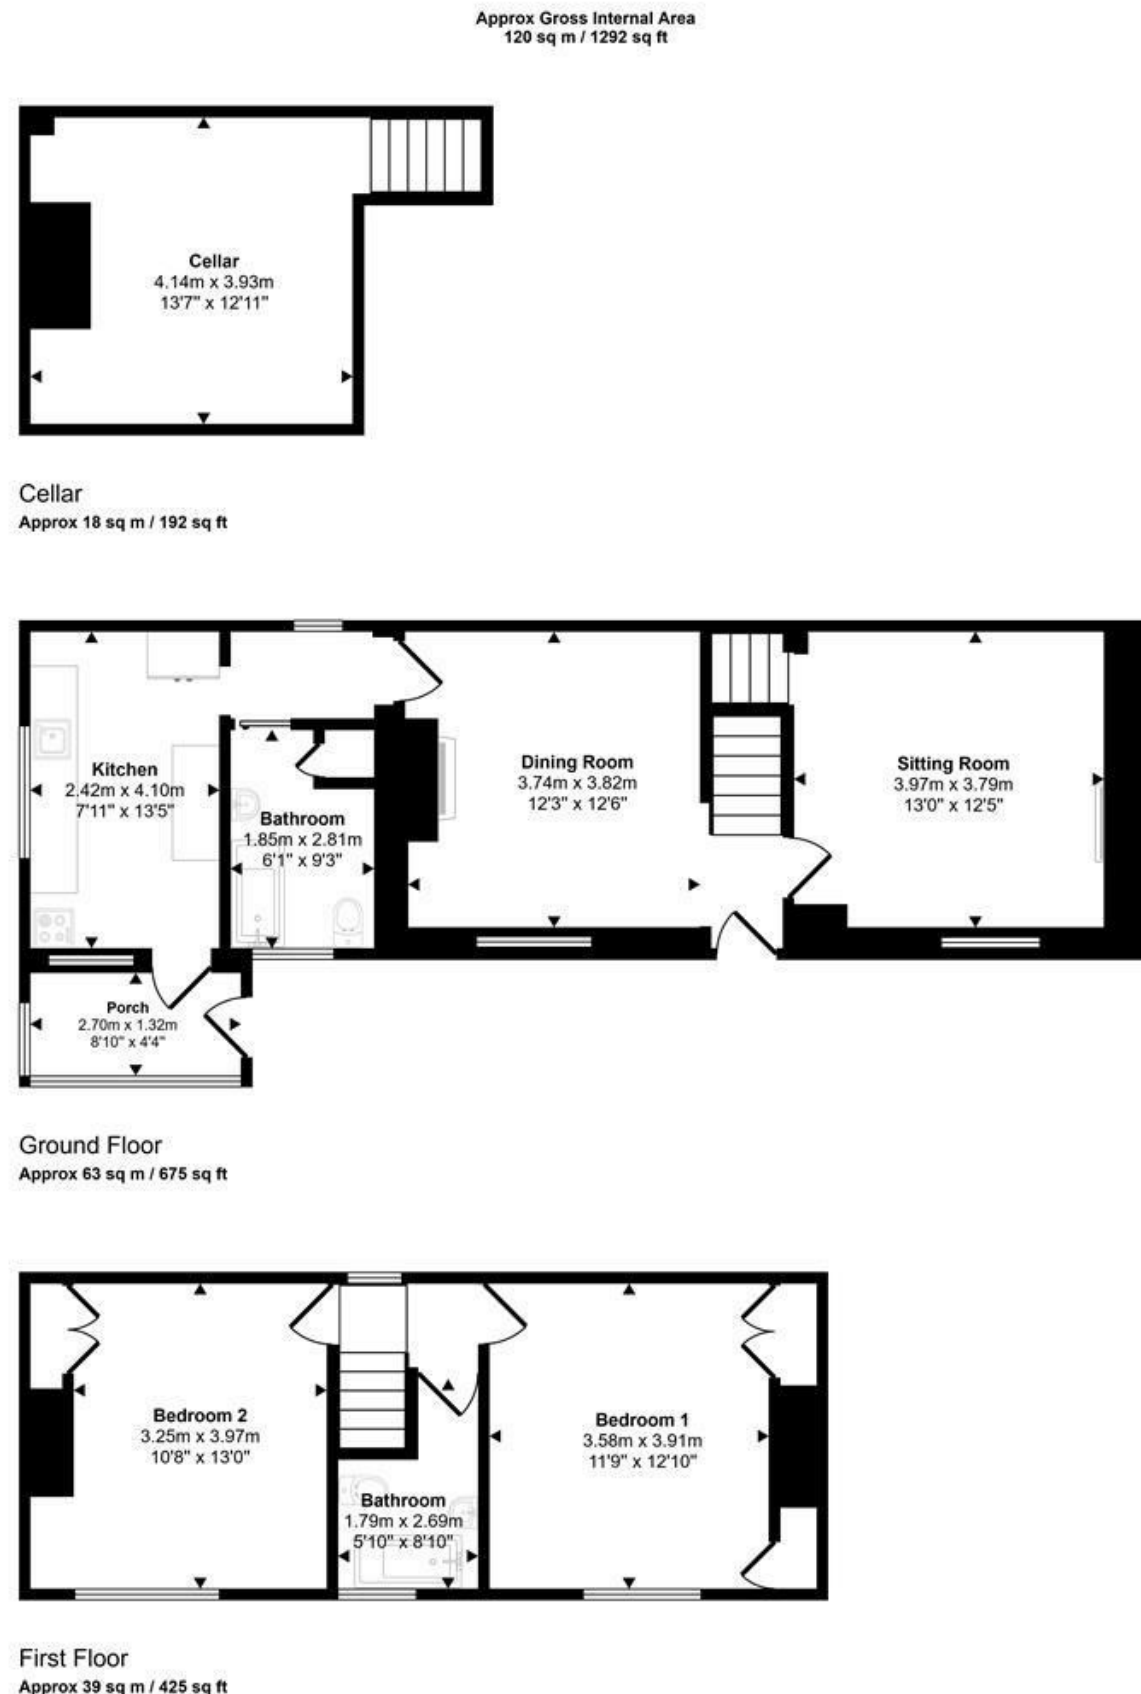 Approx Gross Internal Area
120 sq m / 1292 sq ft
Cellar
4.14m x 3.93m
13'7" x 12'11"
Cellar
Approx 18 sq m / 192 sq ft
Kitchen
2.42m x 4.10m
7'11" x 13'5"
Bathroom
1.85m x 2.81m
6'1" x 9'3"
Dining Room
3.74m x 3.82m
12'3" x 12'6"
Sitting Room
3.97m x 3.79m
13'0" x 12'5"
Porch
2.70m x 1.32m
8'10" x 4'4"
Ground Floor
Approx 63 sq m / 675 sq ft
Bedroom 2
3.25m x 3.97m
10'8" x 13'0"
Bathroom
1.79m x 2.69m
5'10" x 8'10"
Bedroom 1
3.58m x 3.91m
11'9" x 12'10"
First Floor
Approx 39 sq m / 425 sq ft